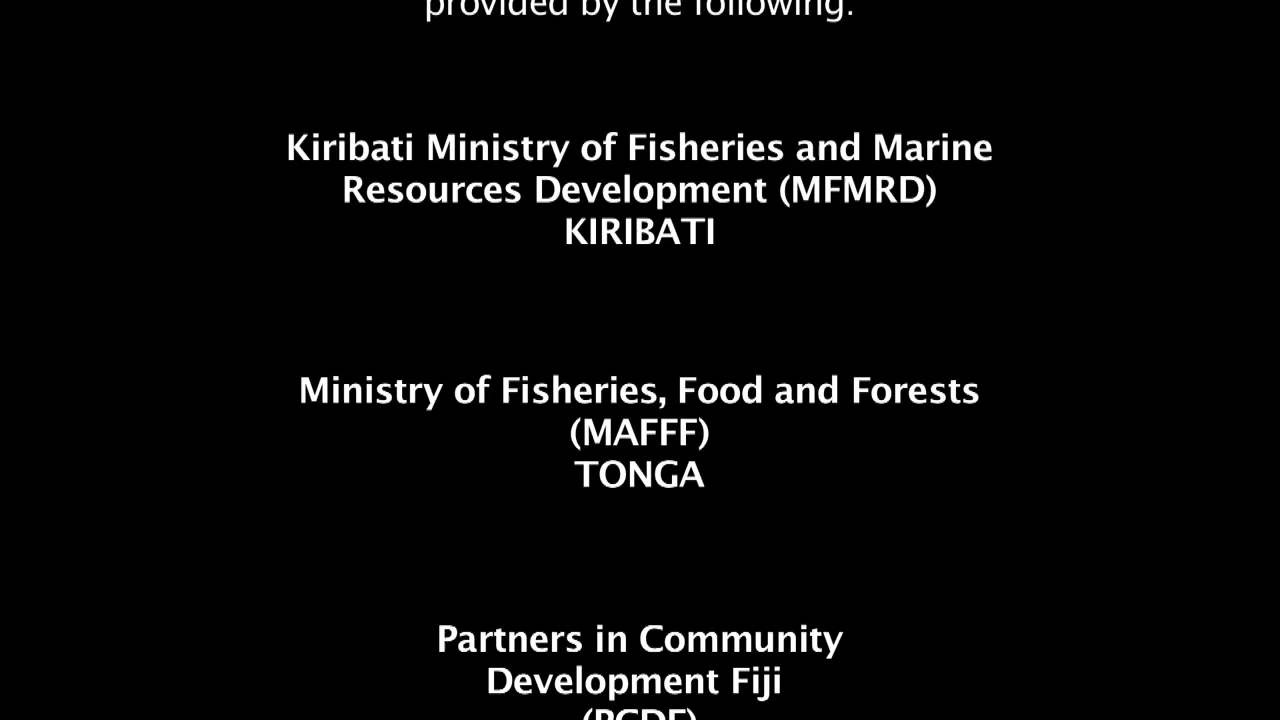 provided by the following:
Kiribati Ministry of Fisheries and Marine
Resources Development (MFMRD)
KIRIBATI
Ministry of Fisheries, Food and Forests
(MAFFF)
TONGA
Partners in Community
Development Fiji
(PCDF)